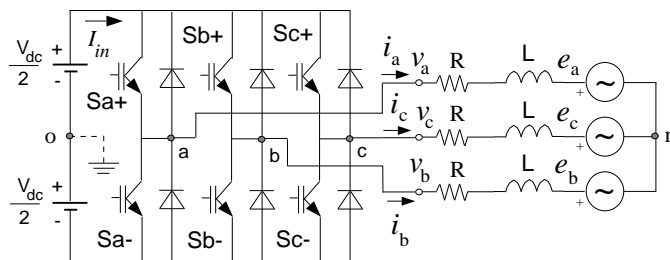 V_dc/2 + -
I_in
Sa+
Sb+
Sc+
i_a v_a R L e_a + ~
o
a
b
c
i_c v_c R L e_c + ~
n
V_dc/2 + -
Sa-
Sb-
Sc-
v_b R L e_b + ~
i_b